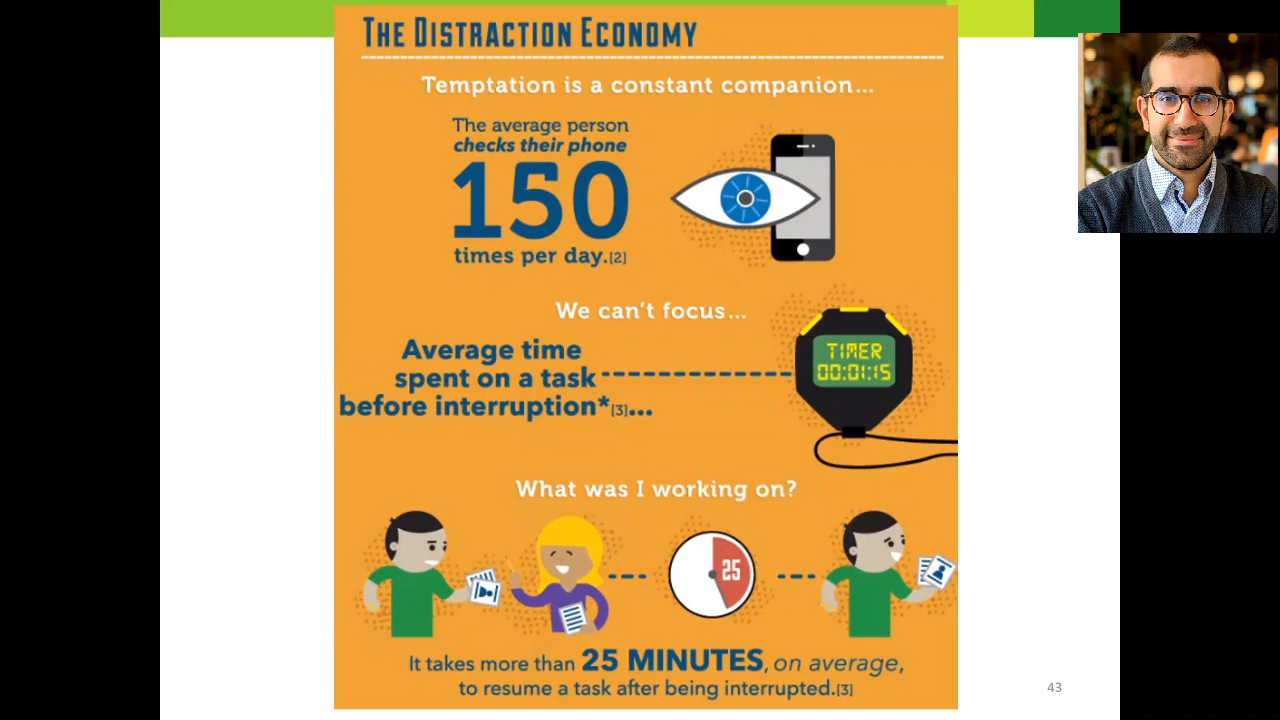 THE DISTRACTION ECONOMY
Temptation is a constant companion...
The average person
checks their phone
150
times per day.[2]
We can't focus...
Average time
spent on a task
before interruption*[3]...
TIMER
00:01:15
What was I working on?
25
It takes more than 25 MINUTES, on average,
to resume a task after being interrupted.[3]
43